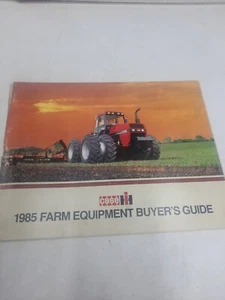 CASE IH
1985 FARM EQUIPMENT BUYER'S GUIDE